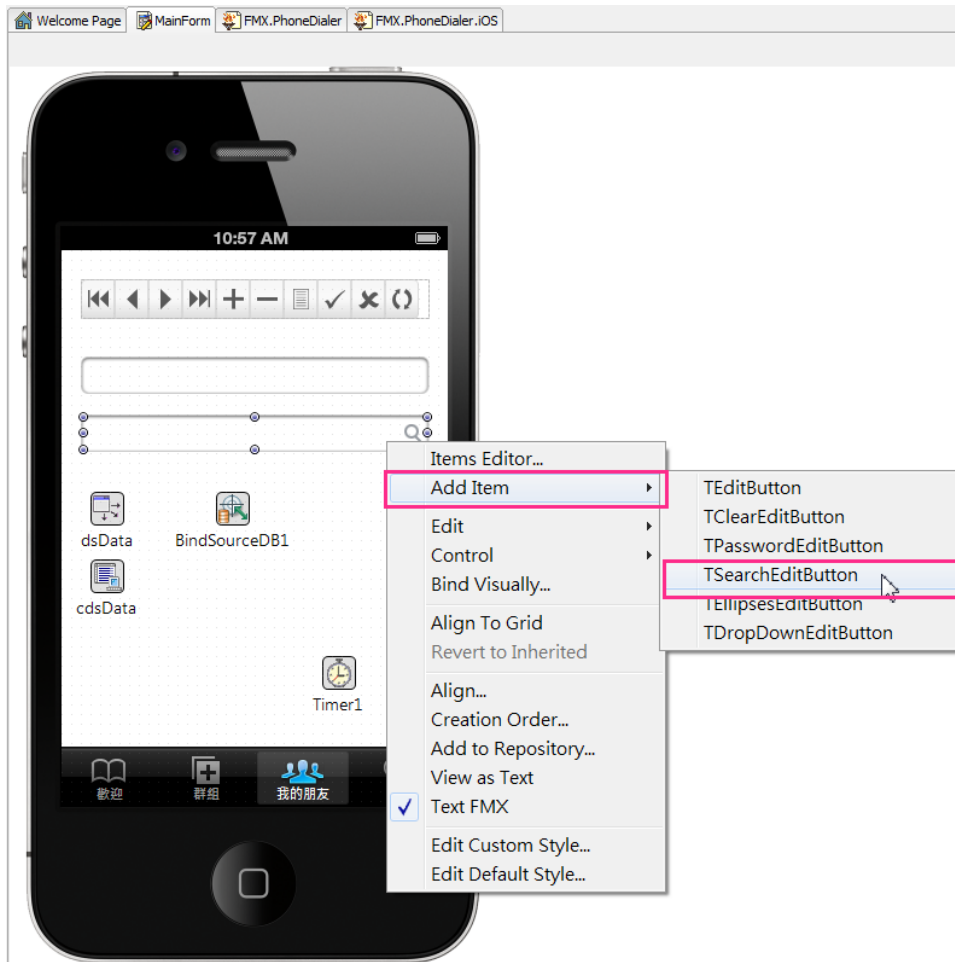 Welcome Page
MainForm
FMX.PhoneDialer
FMX.PhoneDialer.iOS
10:57 AM
dsData
BindSourceDB1
cdsData
Timer1
歡迎
群組
我的朋友
Items Editor...
Add Item
Edit
Control
Bind Visually...
Align To Grid
Revert to Inherited
Align...
Creation Order...
Add to Repository...
View as Text
Text FMX
Edit Custom Style...
Edit Default Style...
TEditButton
TClearEditButton
TPasswordEditButton
TSearchEditButton
TEllipsesEditButton
TDropDownEditButton